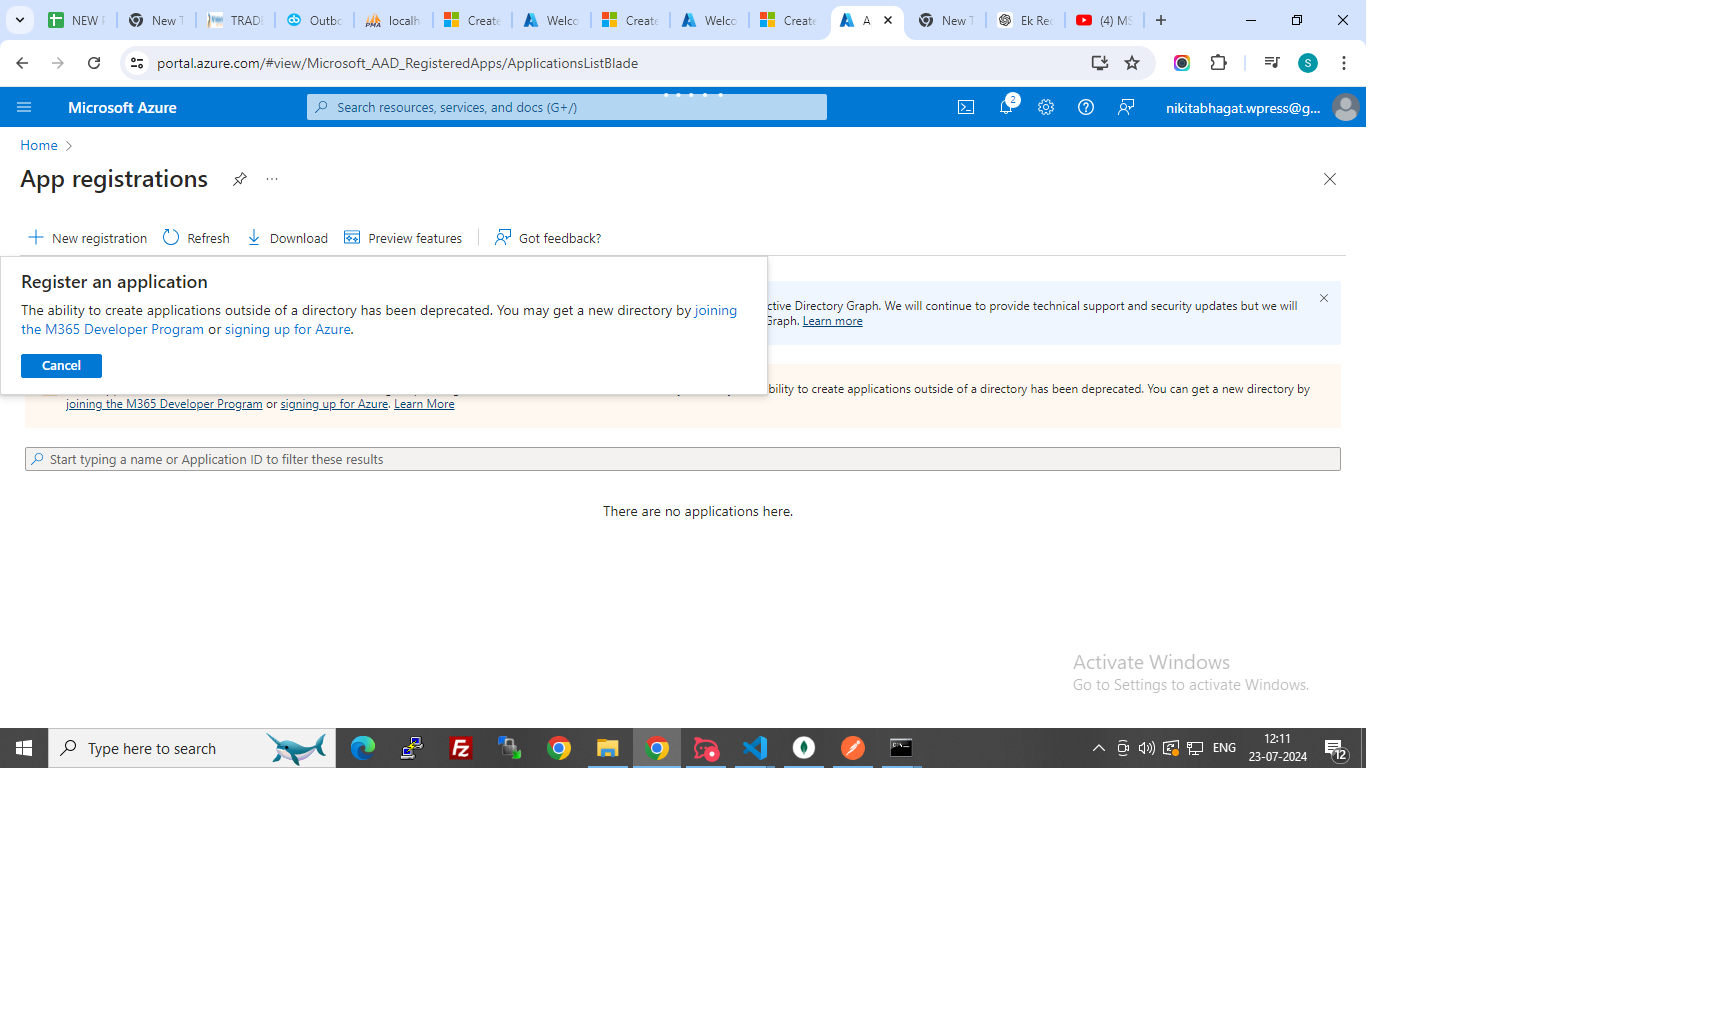 NEW
New T
TRAD
Outbo
localh
Create
Welco
Create
Welco
Create
A
New T
Ek Rec
(4) MS
portal.azure.com/#view/Microsoft_AAD_RegisteredApps/ApplicationsListBlade
S
Microsoft Azure
Search resources, services, and docs (G+/)
2
nikitabhagat.wpress@g...
Home
App registrations
New registration
Refresh
Download
Preview features
Got feedback?
Register an application
The ability to create applications outside of a directory has been deprecated. You may get a new directory by joining
the M365 Developer Program or signing up for Azure.
Cancel
ctive Directory Graph. We will continue to provide technical support and security updates but we will
Graph. Learn more
bility to create applications outside of a directory has been deprecated. You can get a new directory by
joining the M365 Developer Program or signing up for Azure. Learn More
Start typing a name or Application ID to filter these results
There are no applications here.
Activate Windows
Go to Settings to activate Windows.
Type here to search
ENG
12:11
23-07-2024
12